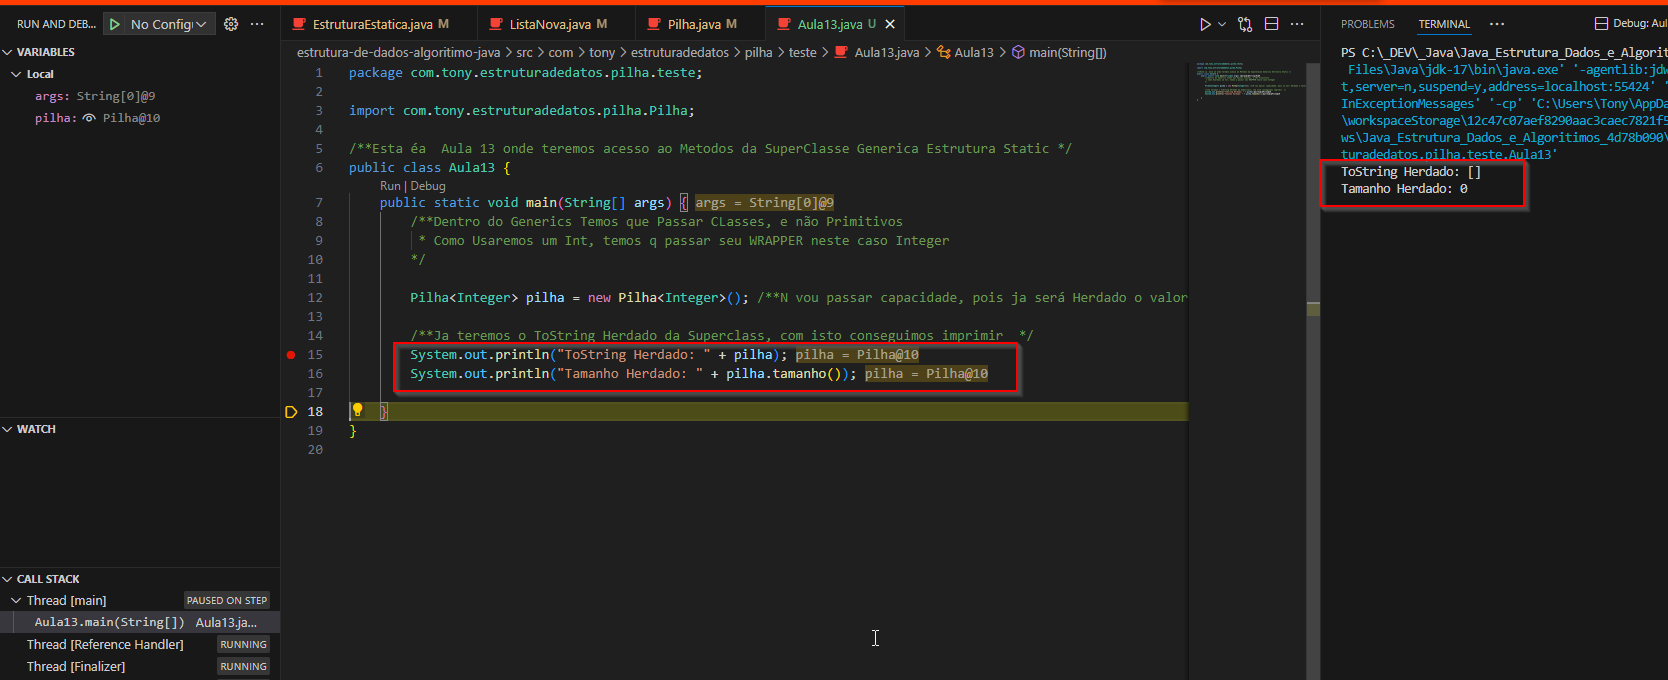 RUN AND DEB... No Config
VARIABLES
Local
args: String[0]@9
pilha: Pilha@10
WATCH
CALL STACK
Thread [main] PAUSED ON STEP
Aula13.main(String[]) Aula13.ja...
Thread [Reference Handler] RUNNING
Thread [Finalizer] RUNNING
EstruturaEstatica.java M ListaNova.java M Pilha.java M Aula13.java U
estrutura-de-dados-algoritimo-java > src > com > tony > estruturadedatos > pilha > teste > Aula13.java > Aula13 > main(String[])
1 package com.tony.estruturadedatos.pilha.teste;
2
3 import com.tony.estruturadedatos.pilha.Pilha;
4
5 /**Esta éa  Aula 13 onde teremos acesso ao Metodos da SuperClasse Generica Estrutura Static */
6 public class Aula13 {
Run | Debug
7 public static void main(String[] args) { args = String[0]@9
8 /**Dentro do Generics Temos que Passar CLasses, e não Primitivos
9 * Como Usaremos um Int, temos q passar seu WRAPPER neste caso Integer
10 */
11
12 Pilha<Integer> pilha = new Pilha<Integer>(); /**N vou passar capacidade, pois ja será Herdado o valor
13
14 /**Ja teremos o ToString Herdado da Superclass, com isto conseguimos imprimir  */
15 System.out.println("ToString Herdado: " + pilha); pilha = Pilha@10
16 System.out.println("Tamanho Herdado: " + pilha.tamanho()); pilha = Pilha@10
17
18 }
19 }
20
PROBLEMS TERMINAL Debug: Aul
PS C:\_DEV\_Java\Java_Estrutura_Dados_e_Algorit
Files\Java\jdk-17\bin\java.exe' '-agentlib:jdw
t,server=n,suspend=y,address=localhost:55424' '
InExceptionMessages' '-cp' 'C:\Users\Tony\AppDa
\workspaceStorage\12c47c07aef8290aac3caec7821f5
ws\Java_Estrutura_Dados_e_Algoritimos_4d78b090\
turadedatos.pilha.teste.Aula13'
ToString Herdado: []
Tamanho Herdado: 0